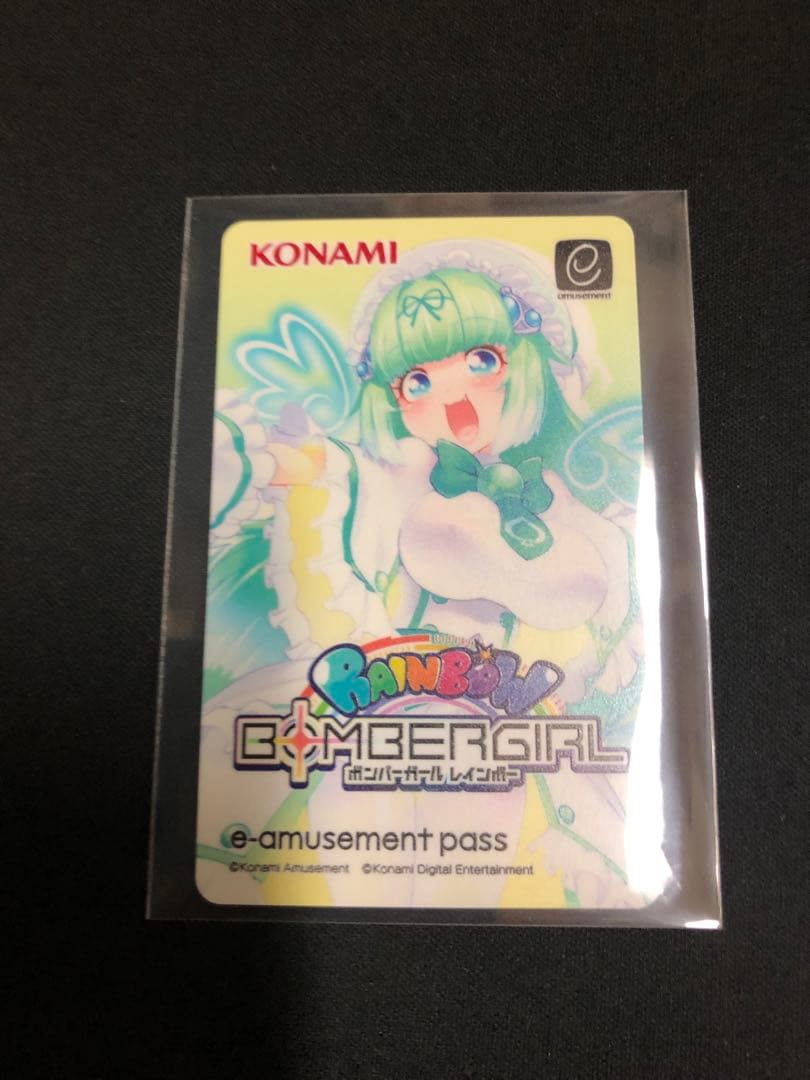 KONAMI
e
amusement
RAINBOW
BOMBERGIRL
ボンバーガール レインボー
e-amusement pass
©Konami Amusement ©Konami Digital Entertainment